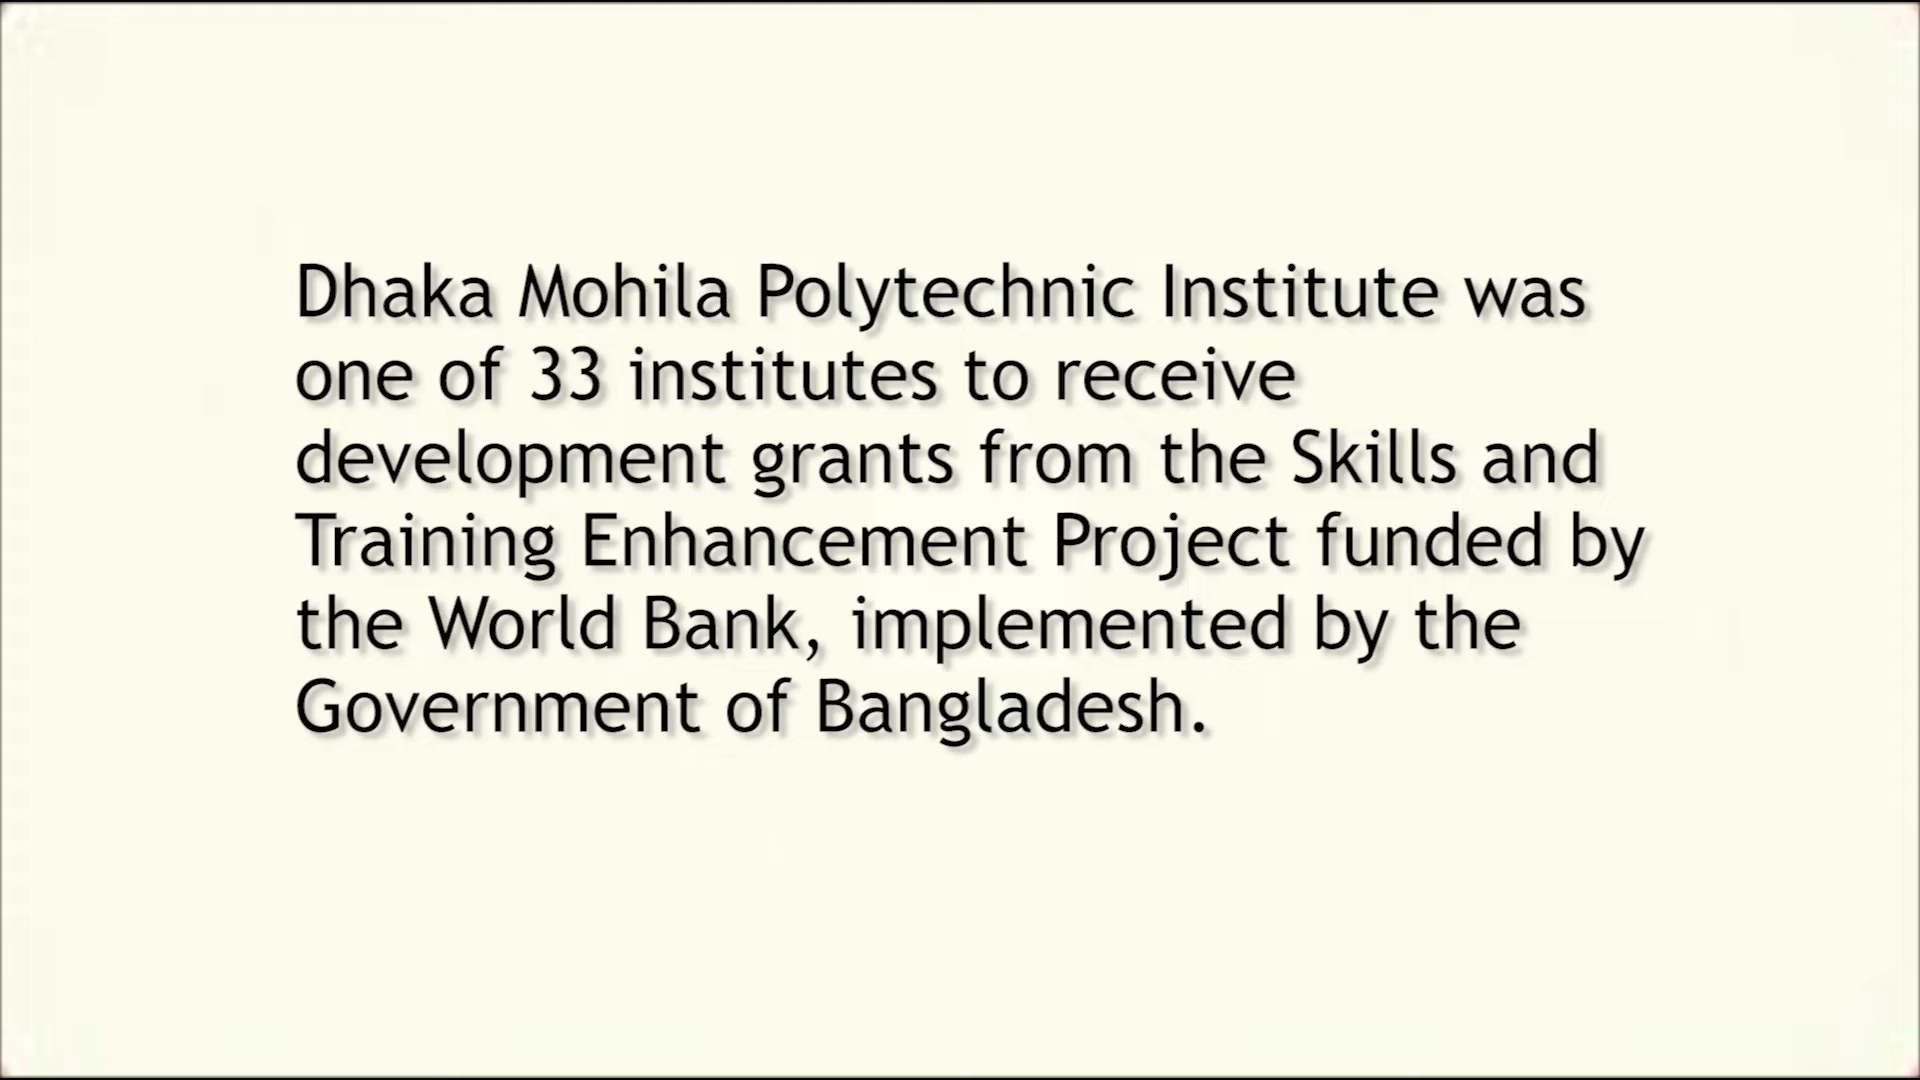 Dhaka Mohila Polytechnic Institute was
one of 33 institutes to receive
development grants from the Skills and
Training Enhancement Project funded by
the World Bank, implemented by the
Government of Bangladesh.